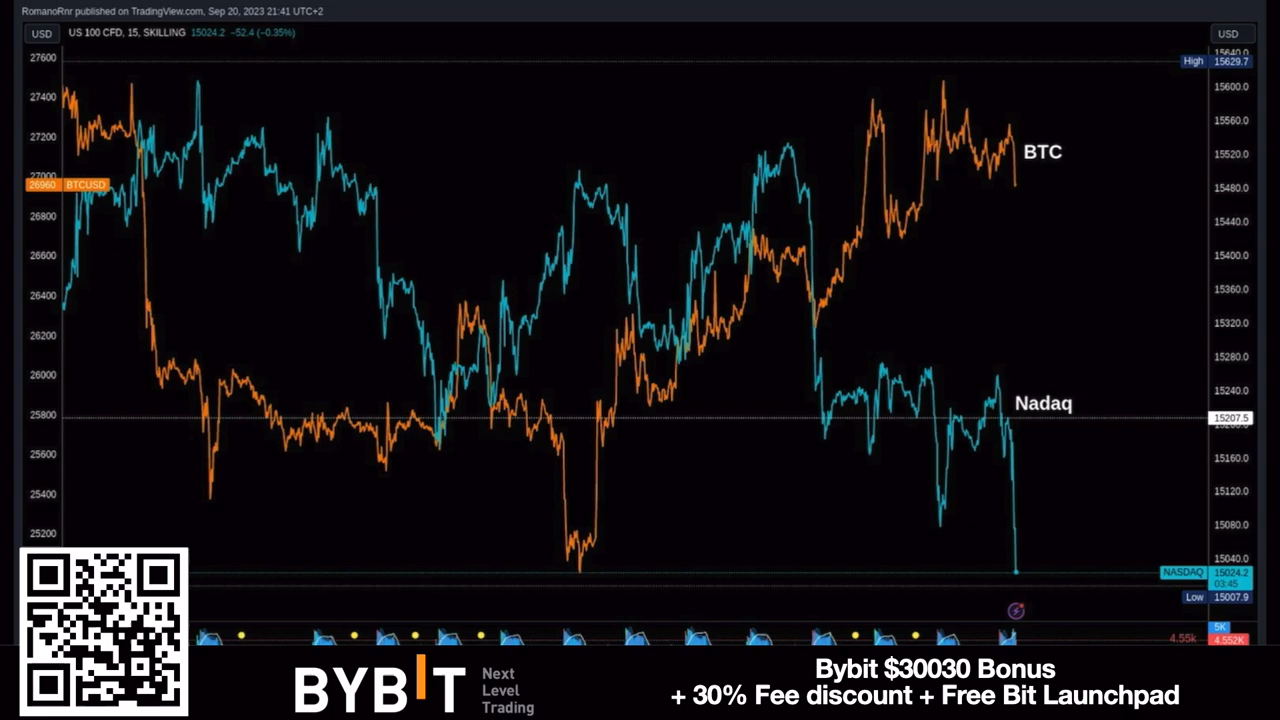 RomanoRnr published on TradingView.com, Sep 20, 2023 21:41 UTC+2
USD
US 100 CFD, 15, SKILLING 15024.2 −52.4 (−0.35%)
USD
27600
27400
27200
27000
26960 BTCUSD
26800
26600
26400
26200
26000
25800
25600
25400
25200
BTC
Nadaq
15640.0
High 15629.7
15600.0
15560.0
15520.0
15480.0
15440.0
15400.0
15360.0
15320.0
15280.0
15240.0
15207.5
15200.0
15160.0
15120.0
15080.0
15040.0
NASDAQ 15024.2
03:45
Low 15007.9
5K
4.55k 4.552K
BYBIT
Next
Level
Trading
Bybit $30030 Bonus
+ 30% Fee discount + Free Bit Launchpad